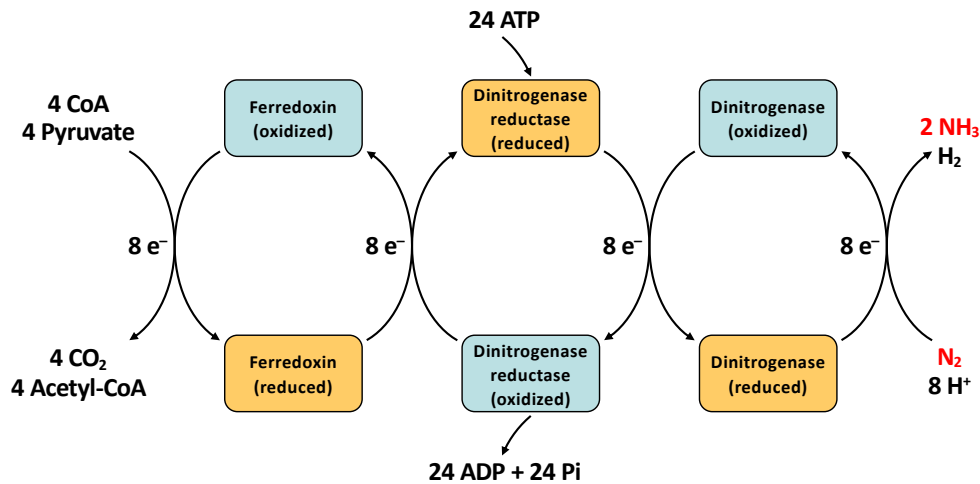 24 ATP
4 CoA
4 Pyruvate
Ferredoxin
(oxidized)
Dinitrogenase
reductase
(reduced)
Dinitrogenase
(oxidized)
2 NH₃
H₂
8 e⁻
8 e⁻
8 e⁻
8 e⁻
4 CO₂
4 Acetyl-CoA
Ferredoxin
(reduced)
Dinitrogenase
reductase
(oxidized)
Dinitrogenase
(reduced)
N₂
8 H⁺
24 ADP + 24 Pi